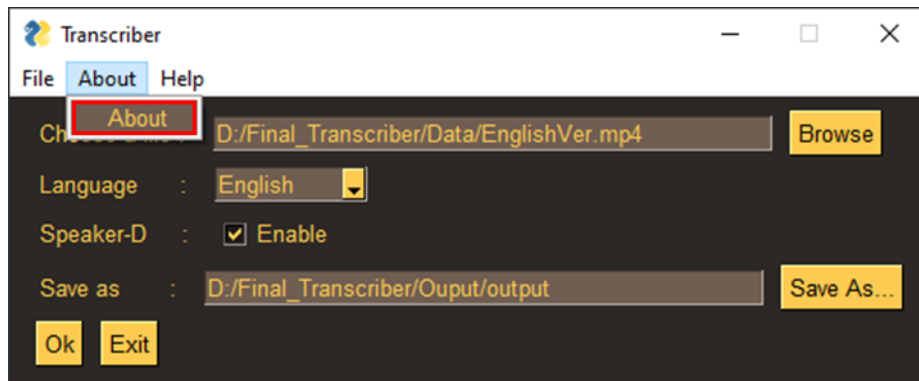 Transcriber
File About Help
About
D:/Final_Transcriber/Data/EnglishVer.mp4 Browse
Language : English
Speaker-D : Enable
Save as : D:/Final_Transcriber/Ouput/output Save As...
Ok Exit